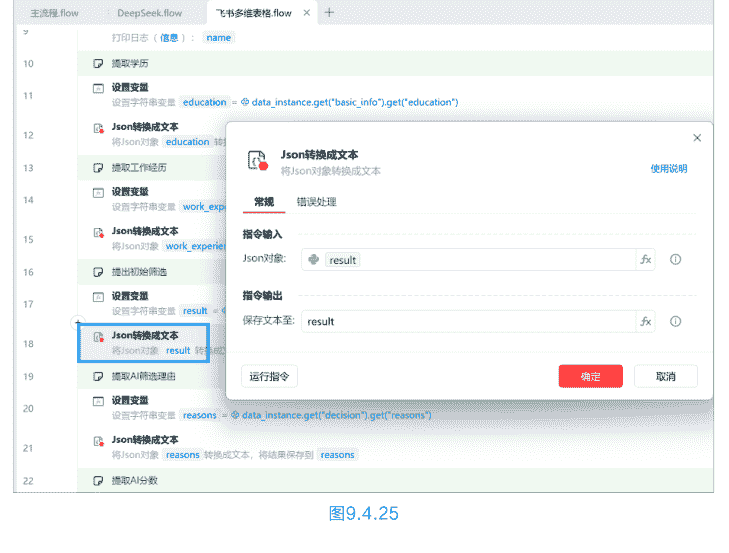 主流程.flow DeepSeek.flow 飞书多维表格.flow
9 打印日志（信息）： name
10 提取学历
11 设置变量
设置字符串变量 education = data_instance.get("basic_info").get("education")
12 Json转换成文本
将Json对象 education 转换
13 提取工作经历
14 设置变量
设置字符串变量 work_expe
15 Json转换成文本
将Json对象 work_experien
16 提出初始筛选
17 设置变量
设置字符串变量 result =
18 Json转换成文本
将Json对象 result 转换成
19 提取AI筛选理由
20 设置变量
设置字符串变量 reasons = data_instance.get("decision").get("reasons")
21 Json转换成文本
将Json对象 reasons 转换成文本，将结果保存到 reasons
22 提取AI分数
Json转换成文本
将Json对象转换成文本
使用说明
常规 错误处理
指令输入
Json对象: result fx
指令输出
保存文本至: result fx
运行指令 确定 取消
图9.4.25